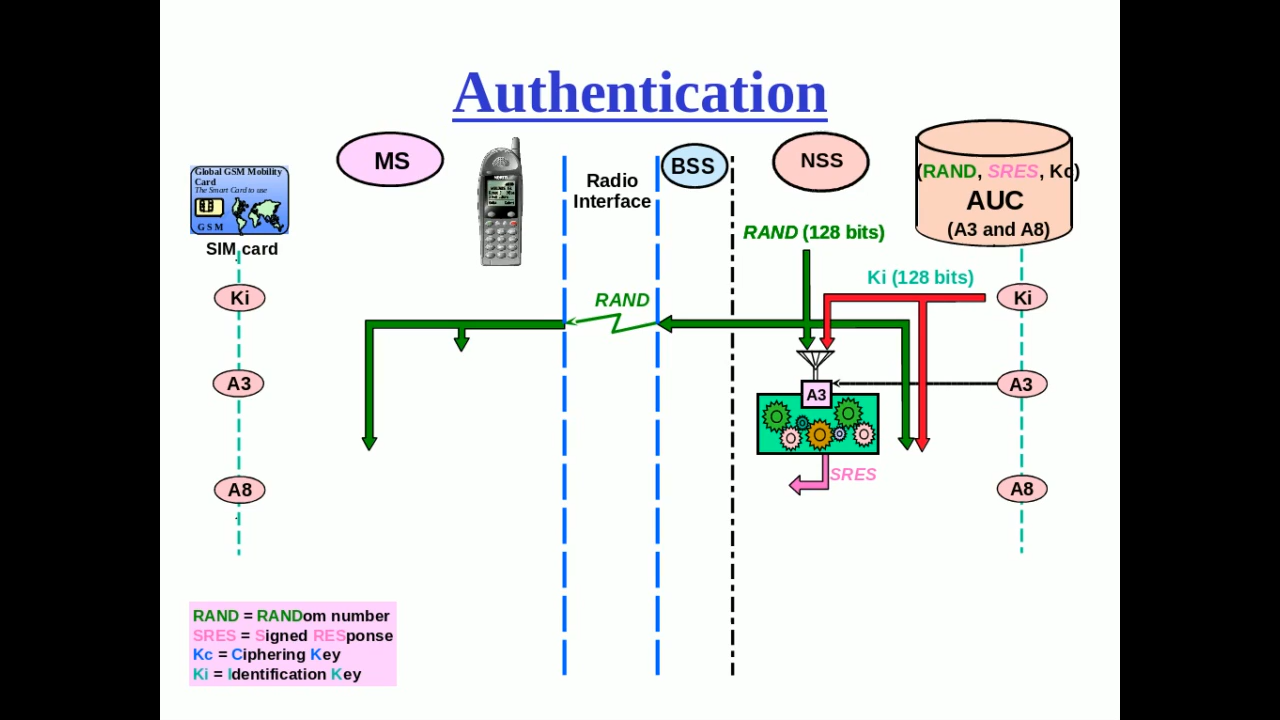 Authentication
MS
BSS
NSS
Radio
Interface
Global GSM Mobility
Card
The Smart Card to use
G S M
SIM card
(RAND, SRES, Kc)
AUC
(A3 and A8)
RAND (128 bits)
Ki (128 bits)
Ki
RAND
Ki
A3
A3
A3
SRES
A8
A8
RAND = RANDom number
SRES = Signed RESponse
Kc = Ciphering Key
Ki = Identification Key